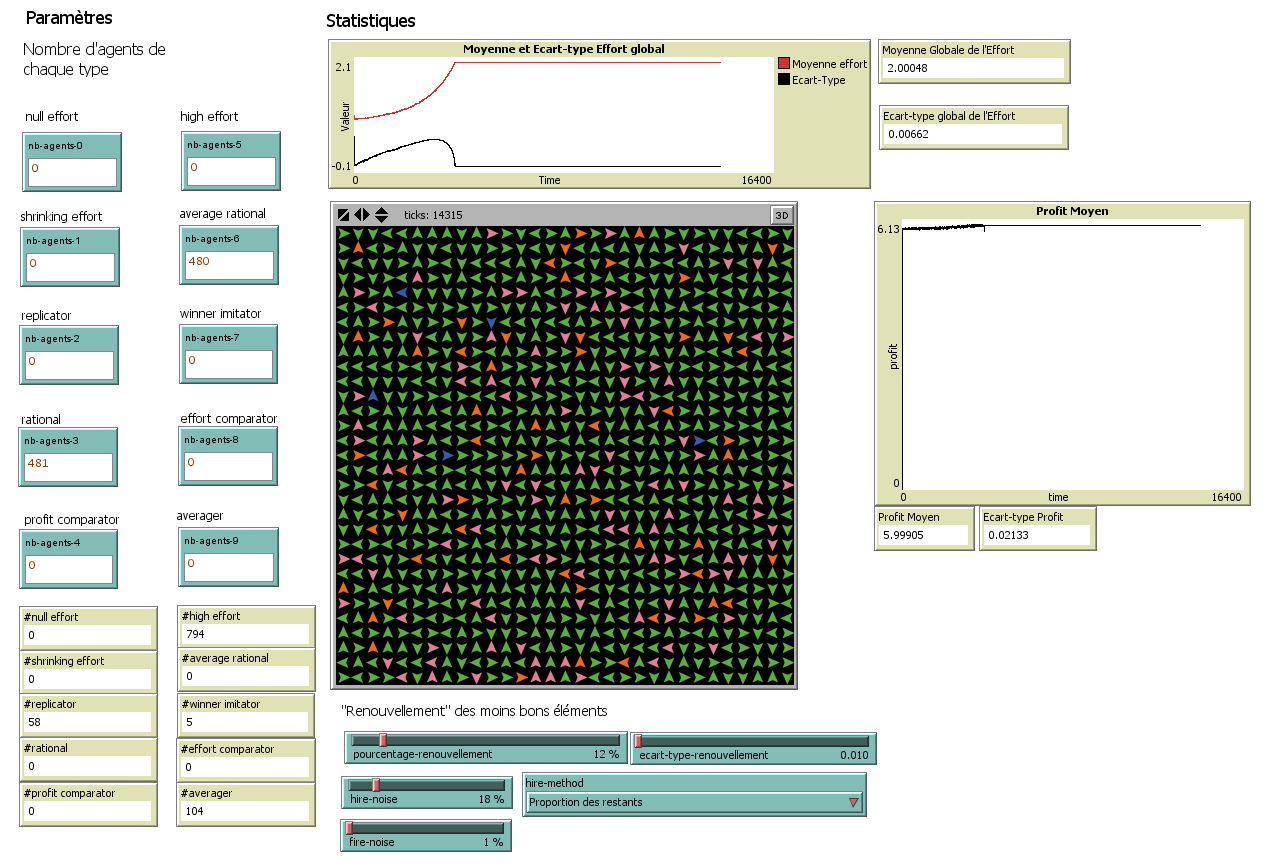 Paramètres
Nombre d'agents de
chaque type
null effort
high effort
nb-agents-0
0
nb-agents-5
0
shrinking effort
average rational
nb-agents-1
0
nb-agents-6
480
replicator
winner imitator
nb-agents-2
0
nb-agents-7
0
rational
effort comparator
nb-agents-3
481
nb-agents-8
0
profit comparator
averager
nb-agents-4
0
nb-agents-9
0
#null effort
0
#high effort
794
#shrinking effort
0
#average rational
0
#replicator
58
#winner imitator
5
#rational
0
#effort comparator
0
#profit comparator
0
#averager
104
Statistiques
Moyenne et Ecart-type Effort global
2.1
Valeur
-0.1
0
Time
16400
Moyenne effort
Ecart-Type
Moyenne Globale de l'Effort
2.00048
Ecart-type global de l'Effort
0.00662
ticks: 14315
3D
Profit Moyen
6.13
profit
0
0
time
16400
Profit Moyen
5.99905
Ecart-type Profit
0.02133
"Renouvellement" des moins bons éléments
pourcentage-renouvellement 12 %
ecart-type-renouvellement 0.010
hire-noise 18 %
hire-method
Proportion des restants
fire-noise 1 %